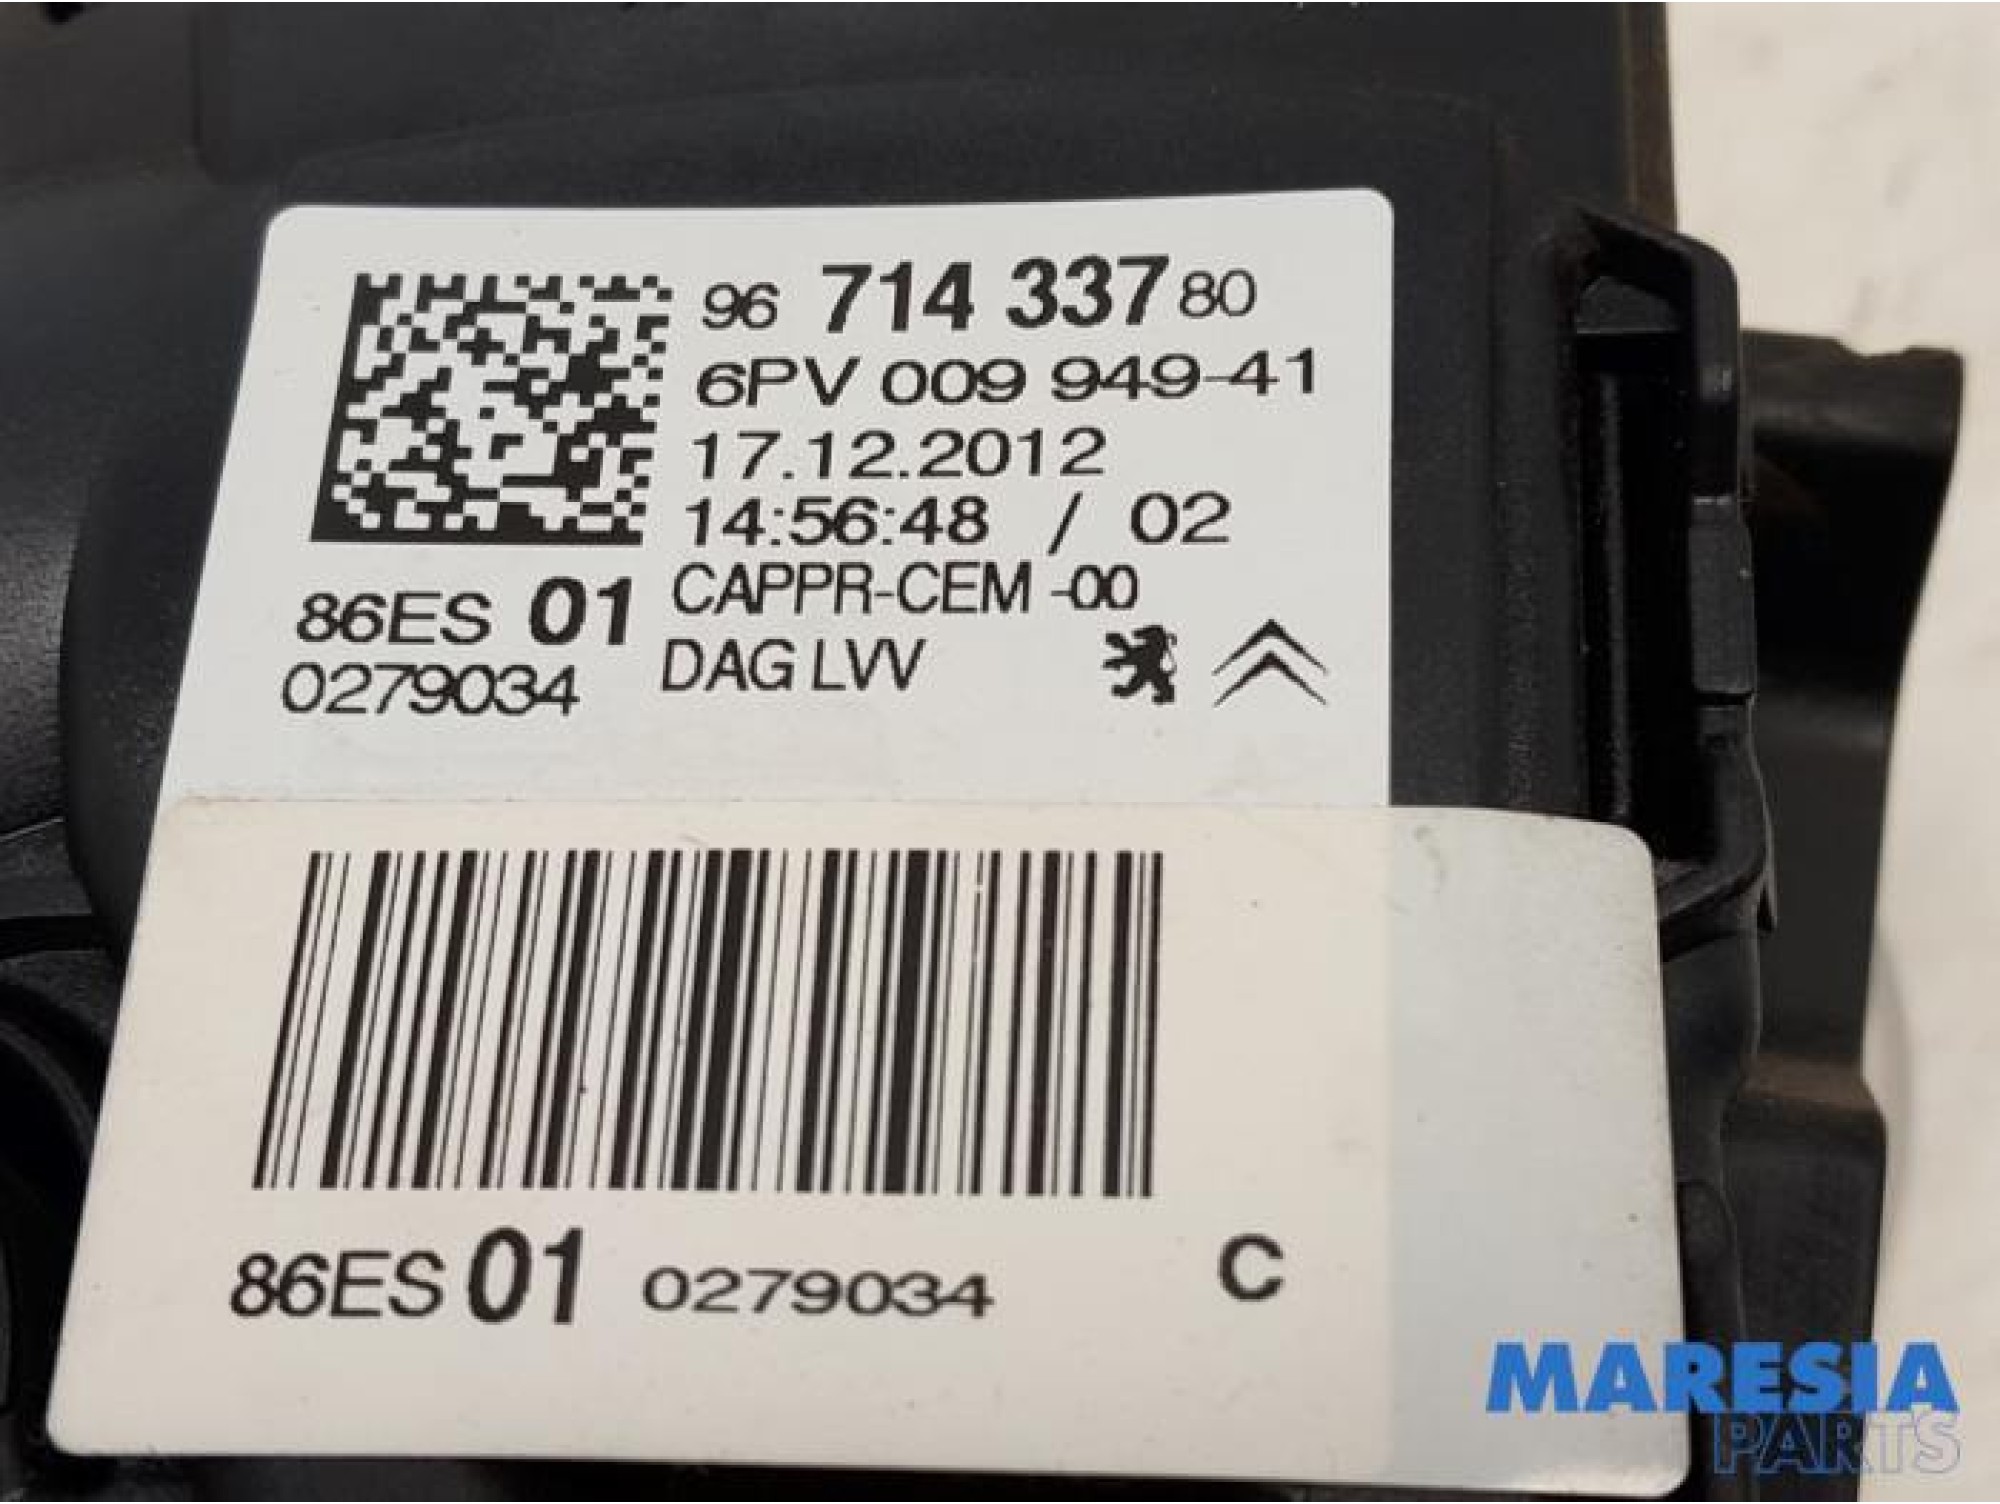 96 714 337 80
6PV 009 949-41
17.12.2012
14:56:48 / 02
86ES 01 CAPPR-CEM -00
0279034 DAG LVV
86ES 01 0279034 C
MARESIA
PARTS